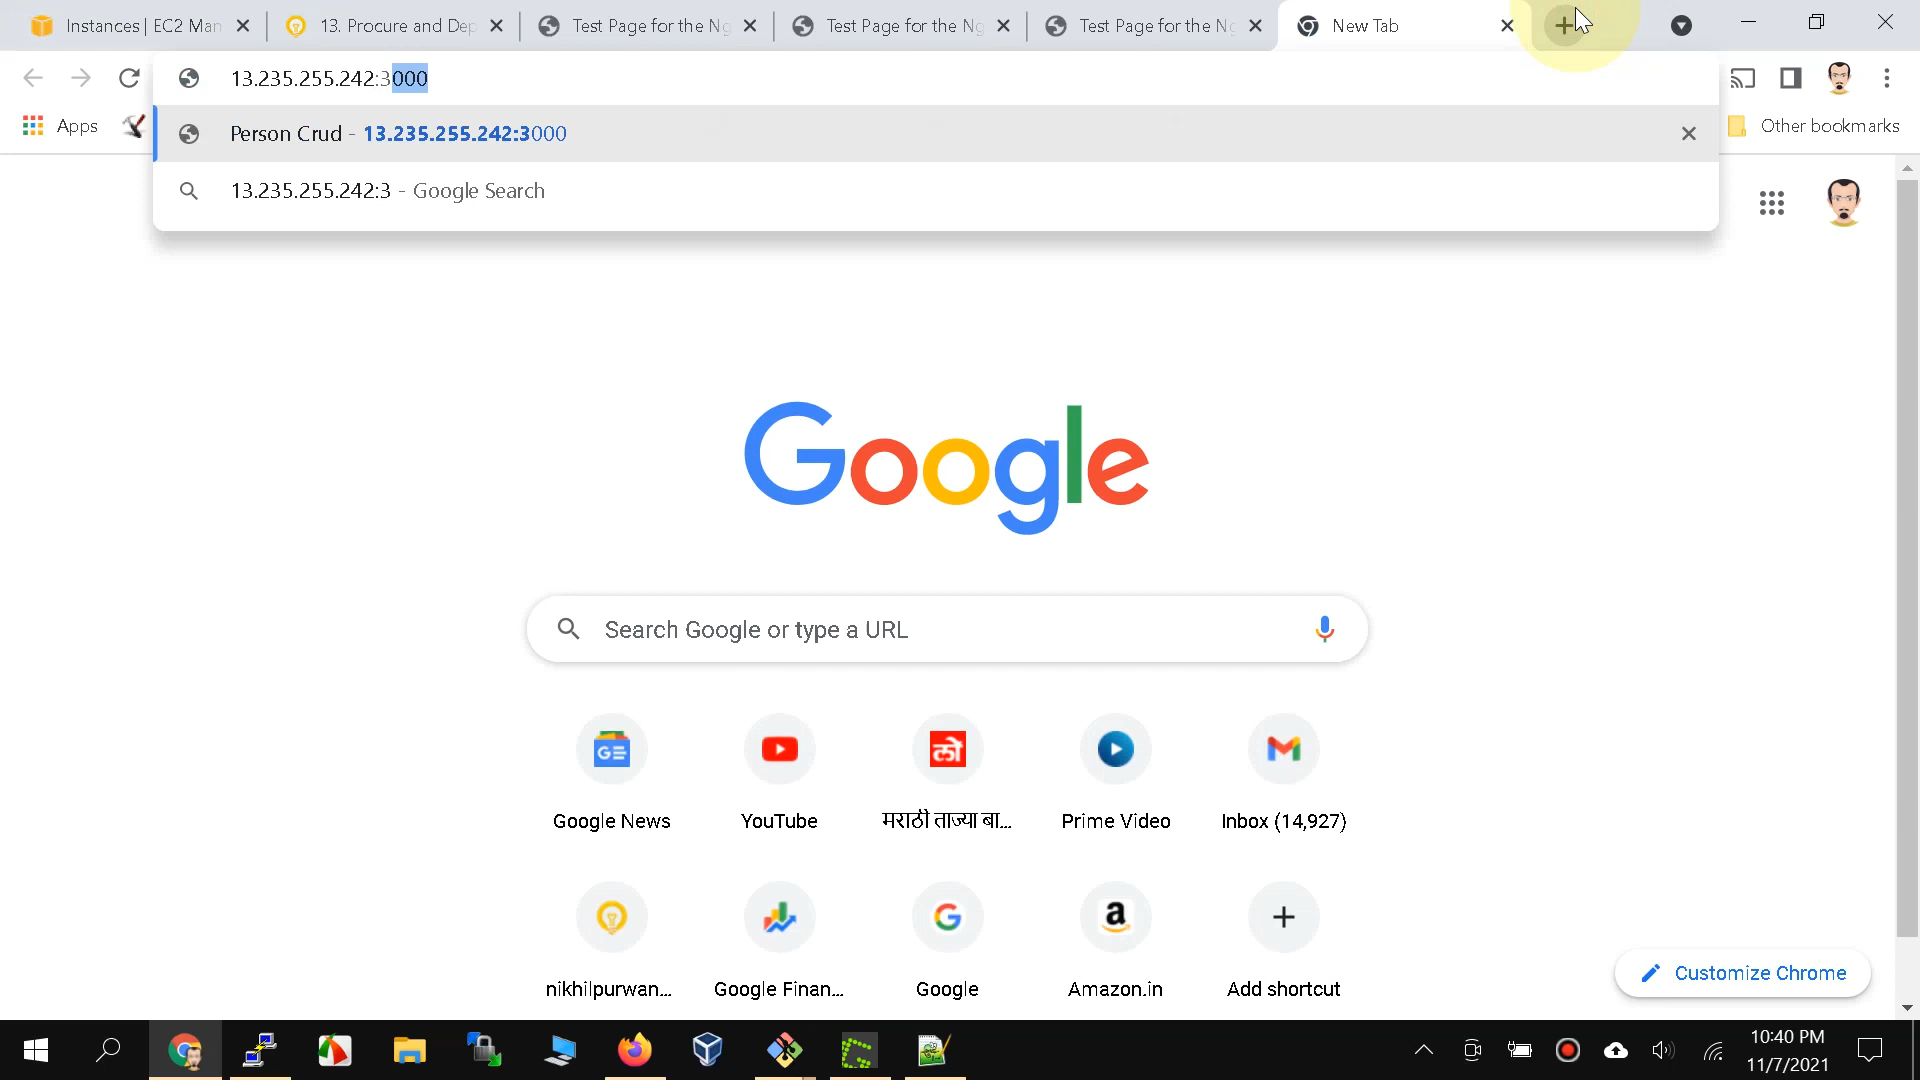 Instances | EC2 Man
13. Procure and Dep
Test Page for the Ng
Test Page for the Ng
Test Page for the Ng
New Tab
13.235.255.242:3000
Apps
Person Crud - 13.235.255.242:3000
Other bookmarks
13.235.255.242:3 - Google Search
Google
Search Google or type a URL
GE
लो
Google News
YouTube
मराठी ताज्या बा...
Prime Video
Inbox (14,927)
G
a
nikhilpurwan...
Google Finan...
Google
Amazon.in
Add shortcut
Customize Chrome
10:40 PM
11/7/2021